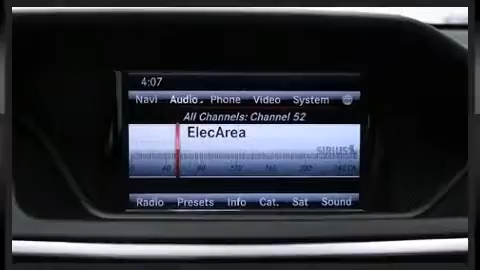 4:07
Navi Audio Phone Video System
All Channels: Channel 52
ElecArea
SIRIUS
Radio Presets Info Cat. Sat Sound